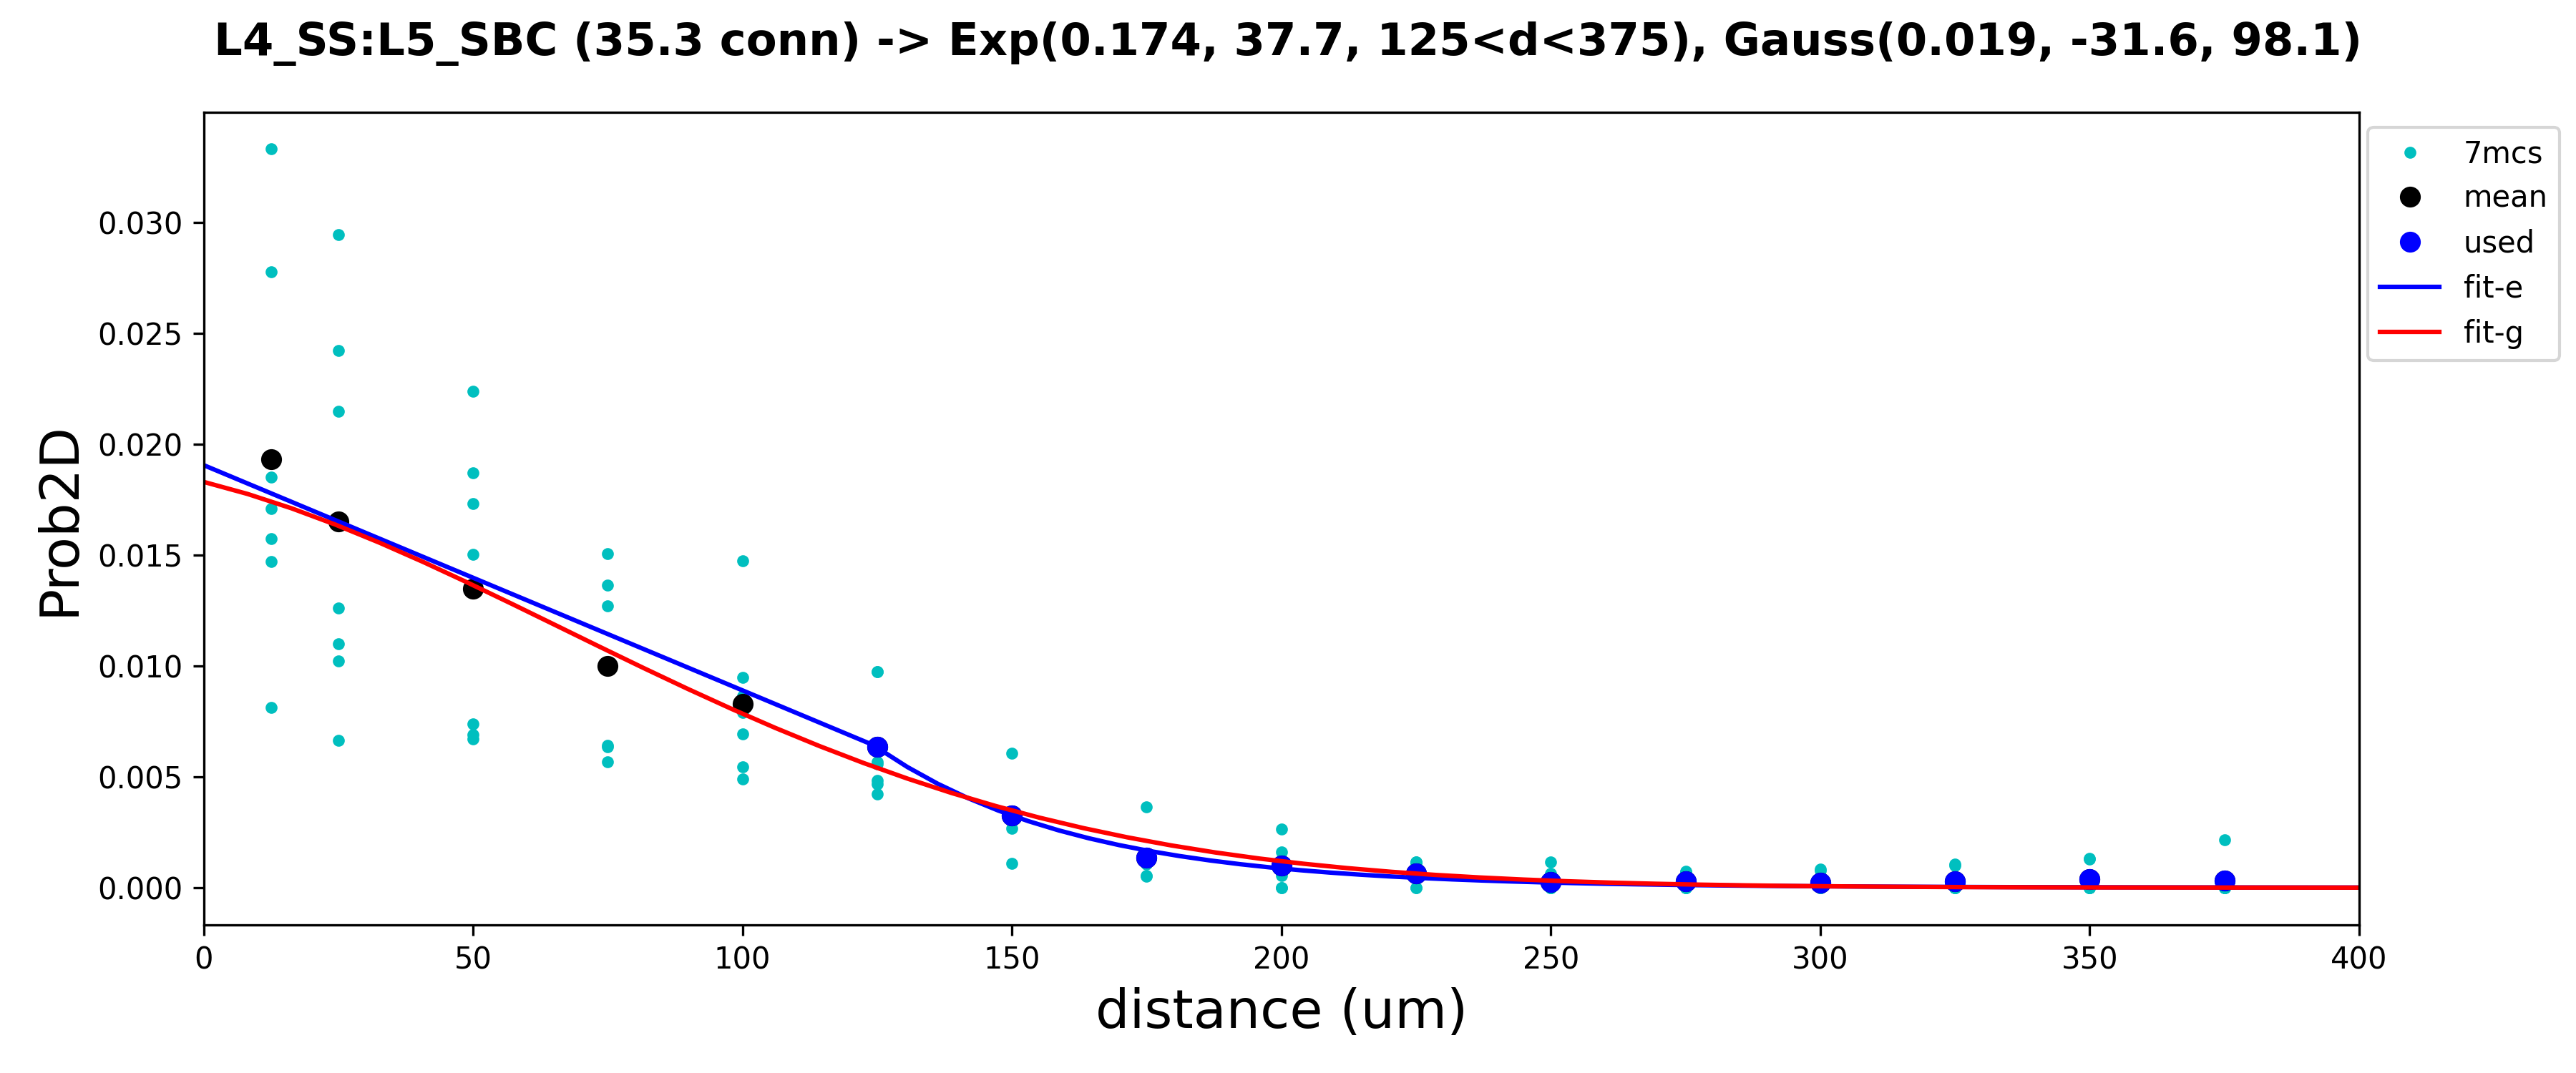 L4_SS:L5_SBC (35.3 conn) -> Exp(0.174, 37.7, 125<d<375), Gauss(0.019, -31.6, 98.1)
7mcs
mean
used
fit-e
fit-g
Prob2D
0.030
0.025
0.020
0.015
0.010
0.005
0.000
0 50 100 150 200 250 300 350 400
distance (um)